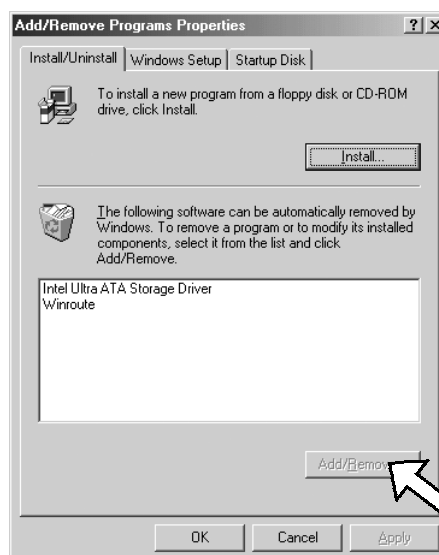 Add/Remove Programs Properties
Install/Uninstall
Windows Setup
Startup Disk
To install a new program from a floppy disk or CD-ROM
drive, click Install.
Install...
The following software can be automatically removed by
Windows. To remove a program or to modify its installed
components, select it from the list and click
Add/Remove.
Intel Ultra ATA Storage Driver
Winroute
Add/Remov
OK
Cancel
Apply